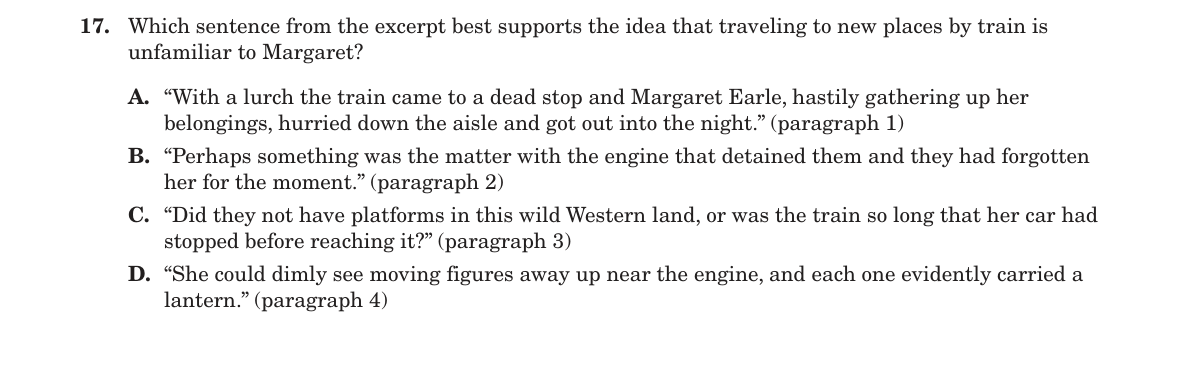 17. Which sentence from the excerpt best supports the idea that traveling to new places by train is
unfamiliar to Margaret?
A. “With a lurch the train came to a dead stop and Margaret Earle, hastily gathering up her
belongings, hurried down the aisle and got out into the night.” (paragraph 1)
B. “Perhaps something was the matter with the engine that detained them and they had forgotten
her for the moment.” (paragraph 2)
C. “Did they not have platforms in this wild Western land, or was the train so long that her car had
stopped before reaching it?” (paragraph 3)
D. “She could dimly see moving figures away up near the engine, and each one evidently carried a
lantern.” (paragraph 4)